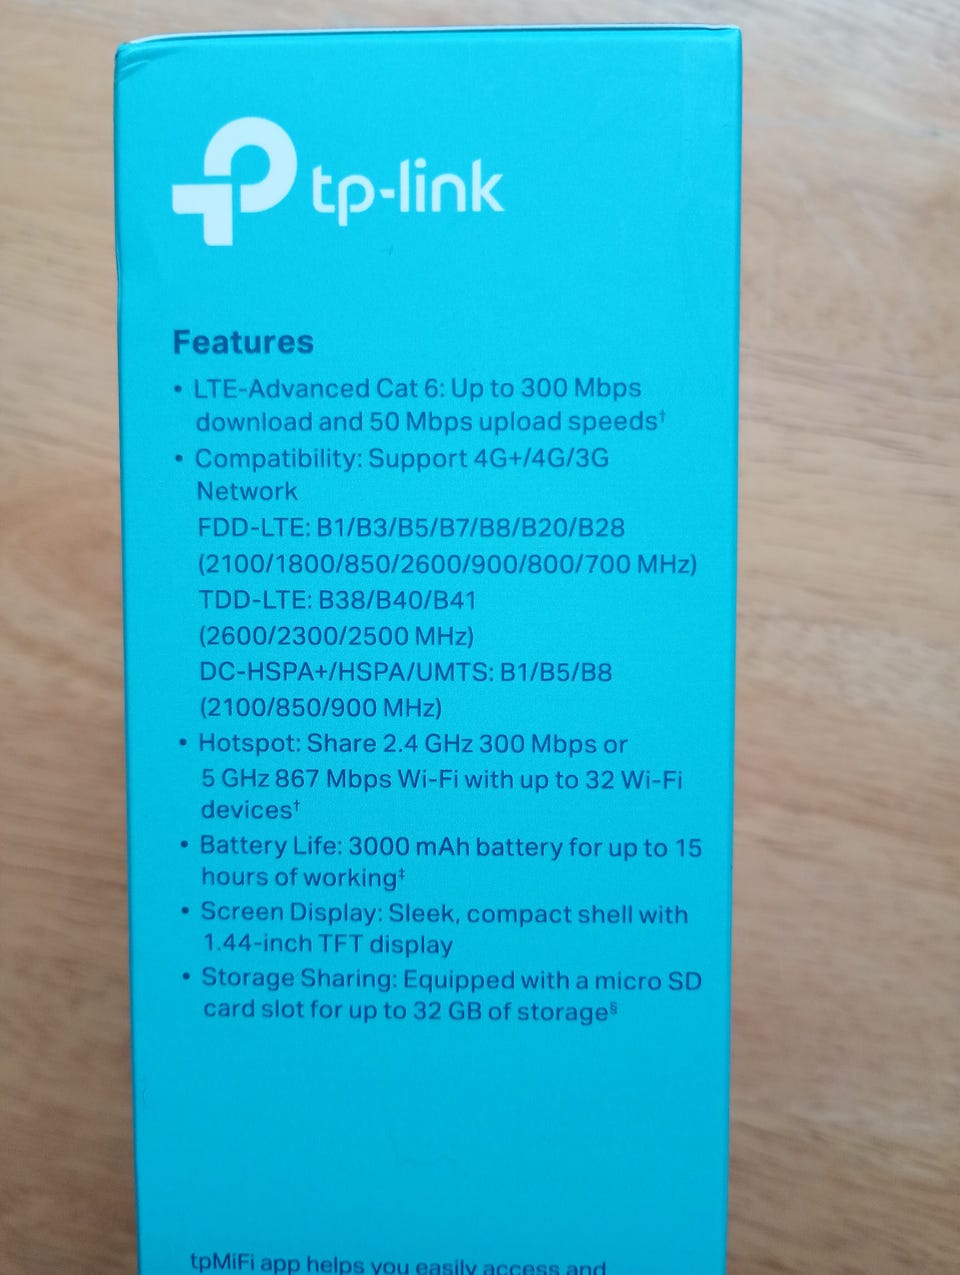 tp-link
Features
• LTE-Advanced Cat 6: Up to 300 Mbps
download and 50 Mbps upload speeds†
• Compatibility: Support 4G+/4G/3G
Network
FDD-LTE: B1/B3/B5/B7/B8/B20/B28
(2100/1800/850/2600/900/800/700 MHz)
TDD-LTE: B38/B40/B41
(2600/2300/2500 MHz)
DC-HSPA+/HSPA/UMTS: B1/B5/B8
(2100/850/900 MHz)
• Hotspot: Share 2.4 GHz 300 Mbps or
5 GHz 867 Mbps Wi-Fi with up to 32 Wi-Fi
devices†
• Battery Life: 3000 mAh battery for up to 15
hours of working‡
• Screen Display: Sleek, compact shell with
1.44-inch TFT display
• Storage Sharing: Equipped with a micro SD
card slot for up to 32 GB of storage§
tpMiFi app helps you easily access and